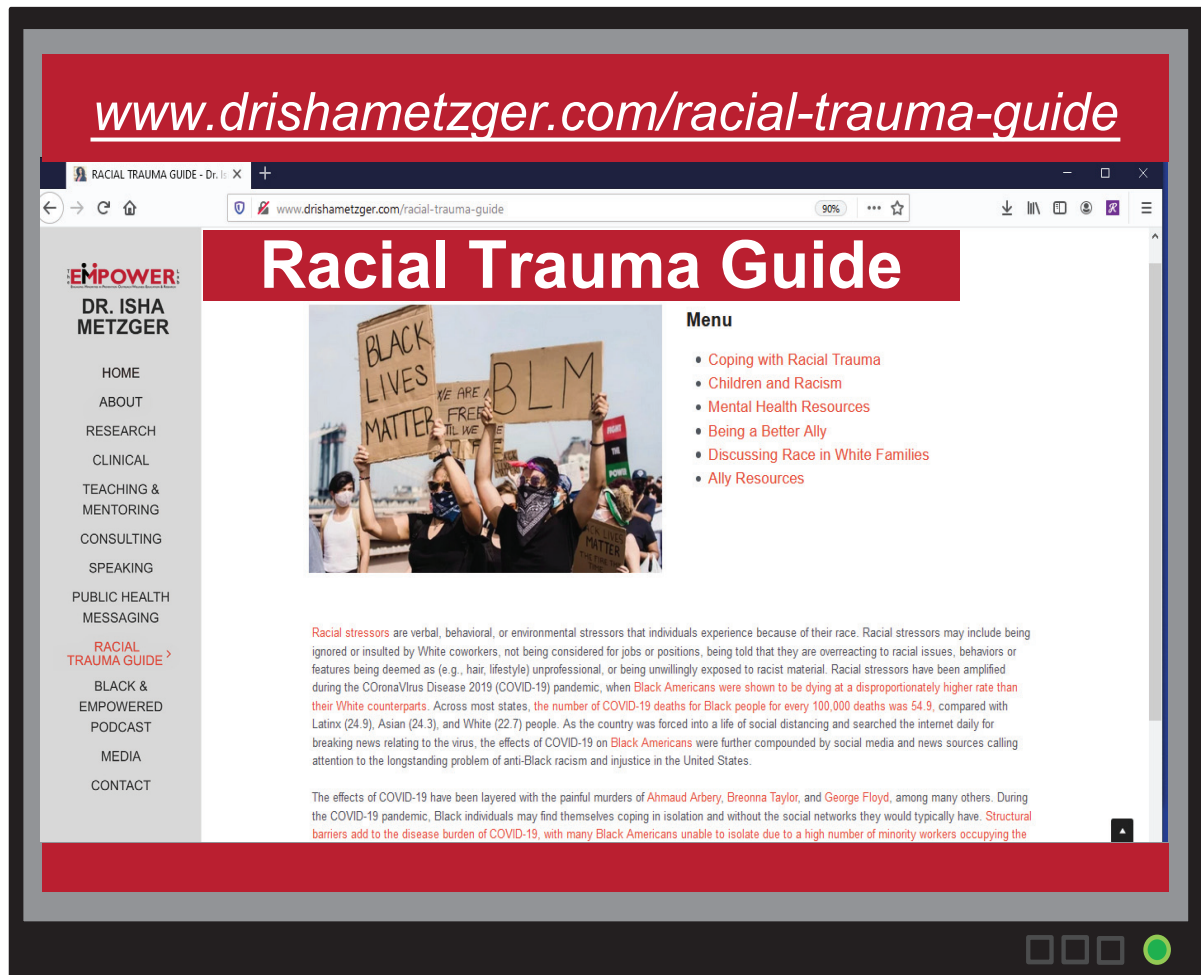 www.drishametzger.com/racial-trauma-guide
RACIAL TRAUMA GUIDE - Dr. Is
www.drishametzger.com/racial-trauma-guide
90%
EMPOWER
DR. ISHA
METZGER
HOME
ABOUT
RESEARCH
CLINICAL
TEACHING &
MENTORING
CONSULTING
SPEAKING
PUBLIC HEALTH
MESSAGING
RACIAL
TRAUMA GUIDE >
BLACK &
EMPOWERED
PODCAST
MEDIA
CONTACT
Racial Trauma Guide
BLACK
LIVES
MATTER
WE ARE
FREE
TIL WE
BLM
RIGHT
THE
POWER
LIVES
MATTER
THE FIRE
TIME
Menu
• Coping with Racial Trauma
• Children and Racism
• Mental Health Resources
• Being a Better Ally
• Discussing Race in White Families
• Ally Resources
Racial stressors are verbal, behavioral, or environmental stressors that individuals experience because of their race. Racial stressors may include being
ignored or insulted by White coworkers, not being considered for jobs or positions, being told that they are overreacting to racial issues, behaviors or
features being deemed as (e.g., hair, lifestyle) unprofessional, or being unwillingly exposed to racist material. Racial stressors have been amplified
during the COronaVIrus Disease 2019 (COVID-19) pandemic, when Black Americans were shown to be dying at a disproportionately higher rate than
their White counterparts. Across most states, the number of COVID-19 deaths for Black people for every 100,000 deaths was 54.9, compared with
Latinx (24.9), Asian (24.3), and White (22.7) people. As the country was forced into a life of social distancing and searched the internet daily for
breaking news relating to the virus, the effects of COVID-19 on Black Americans were further compounded by social media and news sources calling
attention to the longstanding problem of anti-Black racism and injustice in the United States.
The effects of COVID-19 have been layered with the painful murders of Ahmaud Arbery, Breonna Taylor, and George Floyd, among many others. During
the COVID-19 pandemic, Black individuals may find themselves coping in isolation and without the social networks they would typically have. Structural
barriers add to the disease burden of COVID-19, with many Black Americans unable to isolate due to a high number of minority workers occupying the